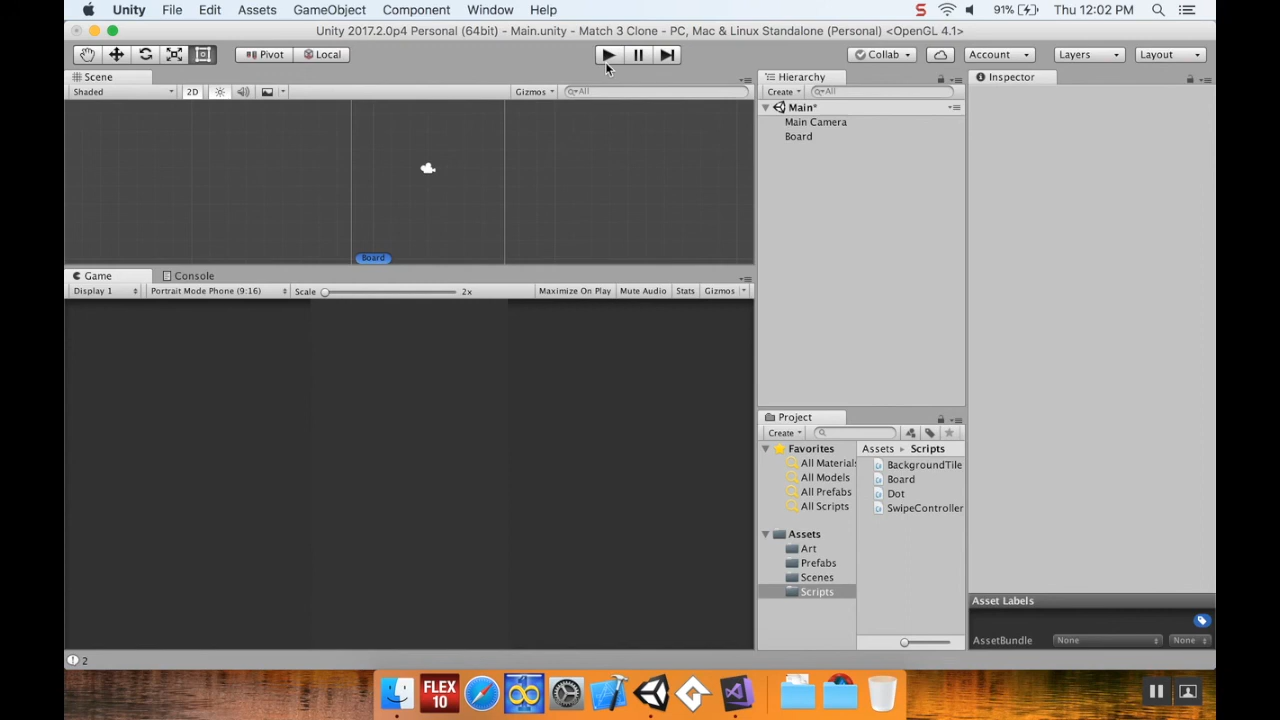 Unity File Edit Assets GameObject Component Window Help S 91% Thu 12:02 PM
Unity 2017.2.0p4 Personal (64bit) - Main.unity - Match 3 Clone - PC, Mac & Linux Standalone (Personal) <OpenGL 4.1>
Pivot Local Collab Account Layers Layout
Scene
Shaded 2D Gizmos All
Board
Game Console
Display 1 Portrait Mode Phone (9:16) Scale 2x Maximize On Play Mute Audio Stats Gizmos
Hierarchy
Create All
Main*
Main Camera
Board
Project
Create
Favorites
All Materials
All Models
All Prefabs
All Scripts
Assets
Art
Prefabs
Scenes
Scripts
Assets Scripts
BackgroundTile
Board
Dot
SwipeController
Inspector
Asset Labels
AssetBundle None None
2
FLEX
10